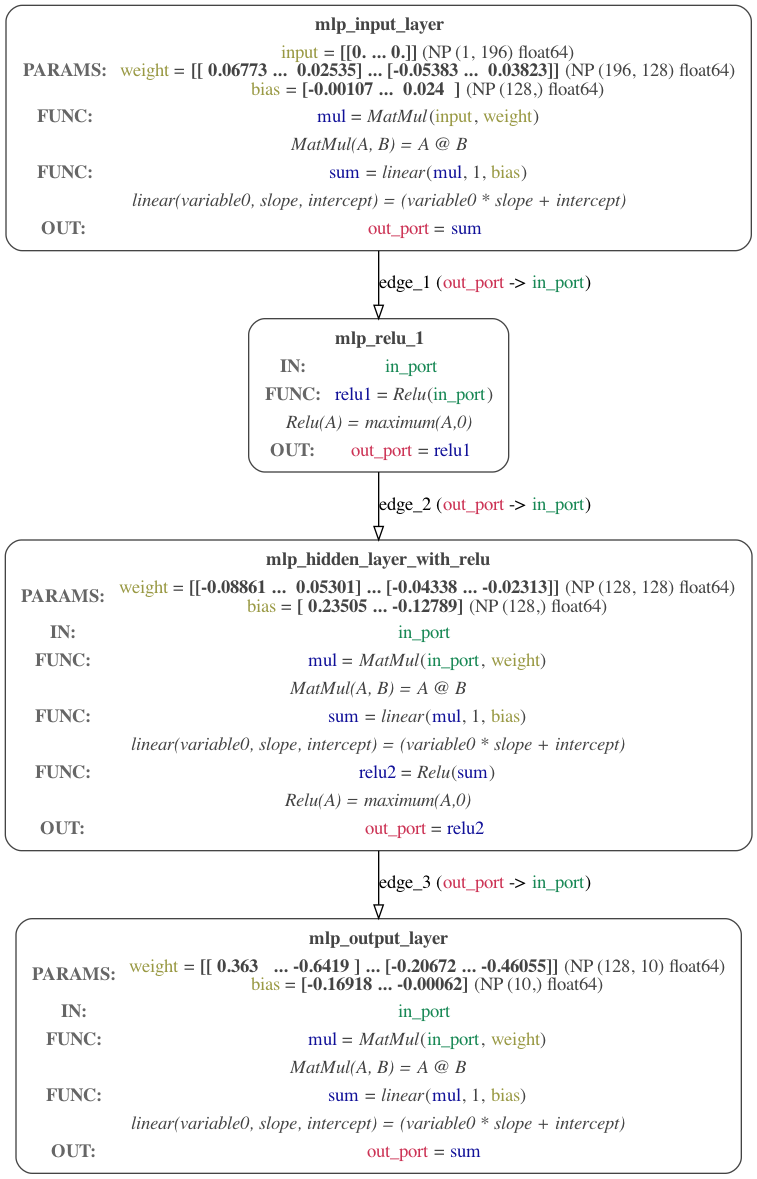 mlp_input_layer
input = [[0. ... 0.]] (NP (1, 196) float64)
PARAMS: weight = [[ 0.06773 ...  0.02535] ... [-0.05383 ...  0.03823]] (NP (196, 128) float64)
bias = [-0.00107 ...  0.024  ] (NP (128,) float64)
FUNC: mul = MatMul(input, weight)
MatMul(A, B) = A @ B
FUNC: sum = linear(mul, 1, bias)
linear(variable0, slope, intercept) = (variable0 * slope + intercept)
OUT: out_port = sum
edge_1 (out_port -> in_port)
mlp_relu_1
IN: in_port
FUNC: relu1 = Relu(in_port)
Relu(A) = maximum(A,0)
OUT: out_port = relu1
edge_2 (out_port -> in_port)
mlp_hidden_layer_with_relu
PARAMS: weight = [[-0.08861 ...  0.05301] ... [-0.04338 ... -0.02313]] (NP (128, 128) float64)
bias = [ 0.23505 ... -0.12789] (NP (128,) float64)
IN: in_port
FUNC: mul = MatMul(in_port, weight)
MatMul(A, B) = A @ B
FUNC: sum = linear(mul, 1, bias)
linear(variable0, slope, intercept) = (variable0 * slope + intercept)
FUNC: relu2 = Relu(sum)
Relu(A) = maximum(A,0)
OUT: out_port = relu2
edge_3 (out_port -> in_port)
mlp_output_layer
PARAMS: weight = [[ 0.363   ... -0.6419 ] ... [-0.20672 ... -0.46055]] (NP (128, 10) float64)
bias = [-0.16918 ... -0.00062] (NP (10,) float64)
IN: in_port
FUNC: mul = MatMul(in_port, weight)
MatMul(A, B) = A @ B
FUNC: sum = linear(mul, 1, bias)
linear(variable0, slope, intercept) = (variable0 * slope + intercept)
OUT: out_port = sum